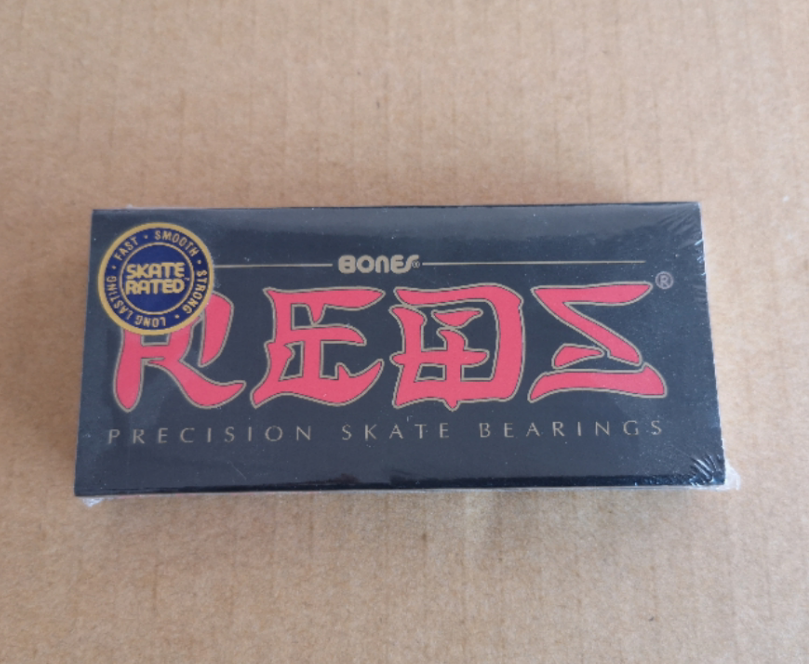 FAST • SMOOTH • STRONG • LONG LASTING •
SKATE
RATED
BONES®
REDS®
PRECISION SKATE BEARINGS